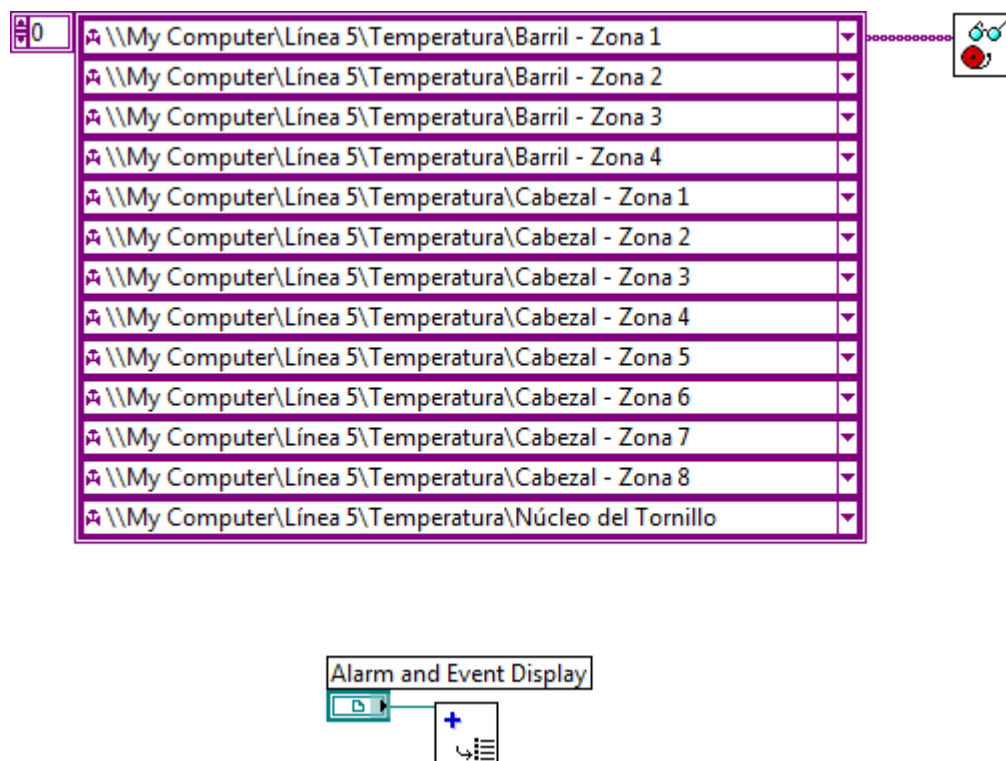 0
\\My Computer\Línea 5\Temperatura\Barril - Zona 1
\\My Computer\Línea 5\Temperatura\Barril - Zona 2
\\My Computer\Línea 5\Temperatura\Barril - Zona 3
\\My Computer\Línea 5\Temperatura\Barril - Zona 4
\\My Computer\Línea 5\Temperatura\Cabezal - Zona 1
\\My Computer\Línea 5\Temperatura\Cabezal - Zona 2
\\My Computer\Línea 5\Temperatura\Cabezal - Zona 3
\\My Computer\Línea 5\Temperatura\Cabezal - Zona 4
\\My Computer\Línea 5\Temperatura\Cabezal - Zona 5
\\My Computer\Línea 5\Temperatura\Cabezal - Zona 6
\\My Computer\Línea 5\Temperatura\Cabezal - Zona 7
\\My Computer\Línea 5\Temperatura\Cabezal - Zona 8
\\My Computer\Línea 5\Temperatura\Núcleo del Tornillo
Alarm and Event Display